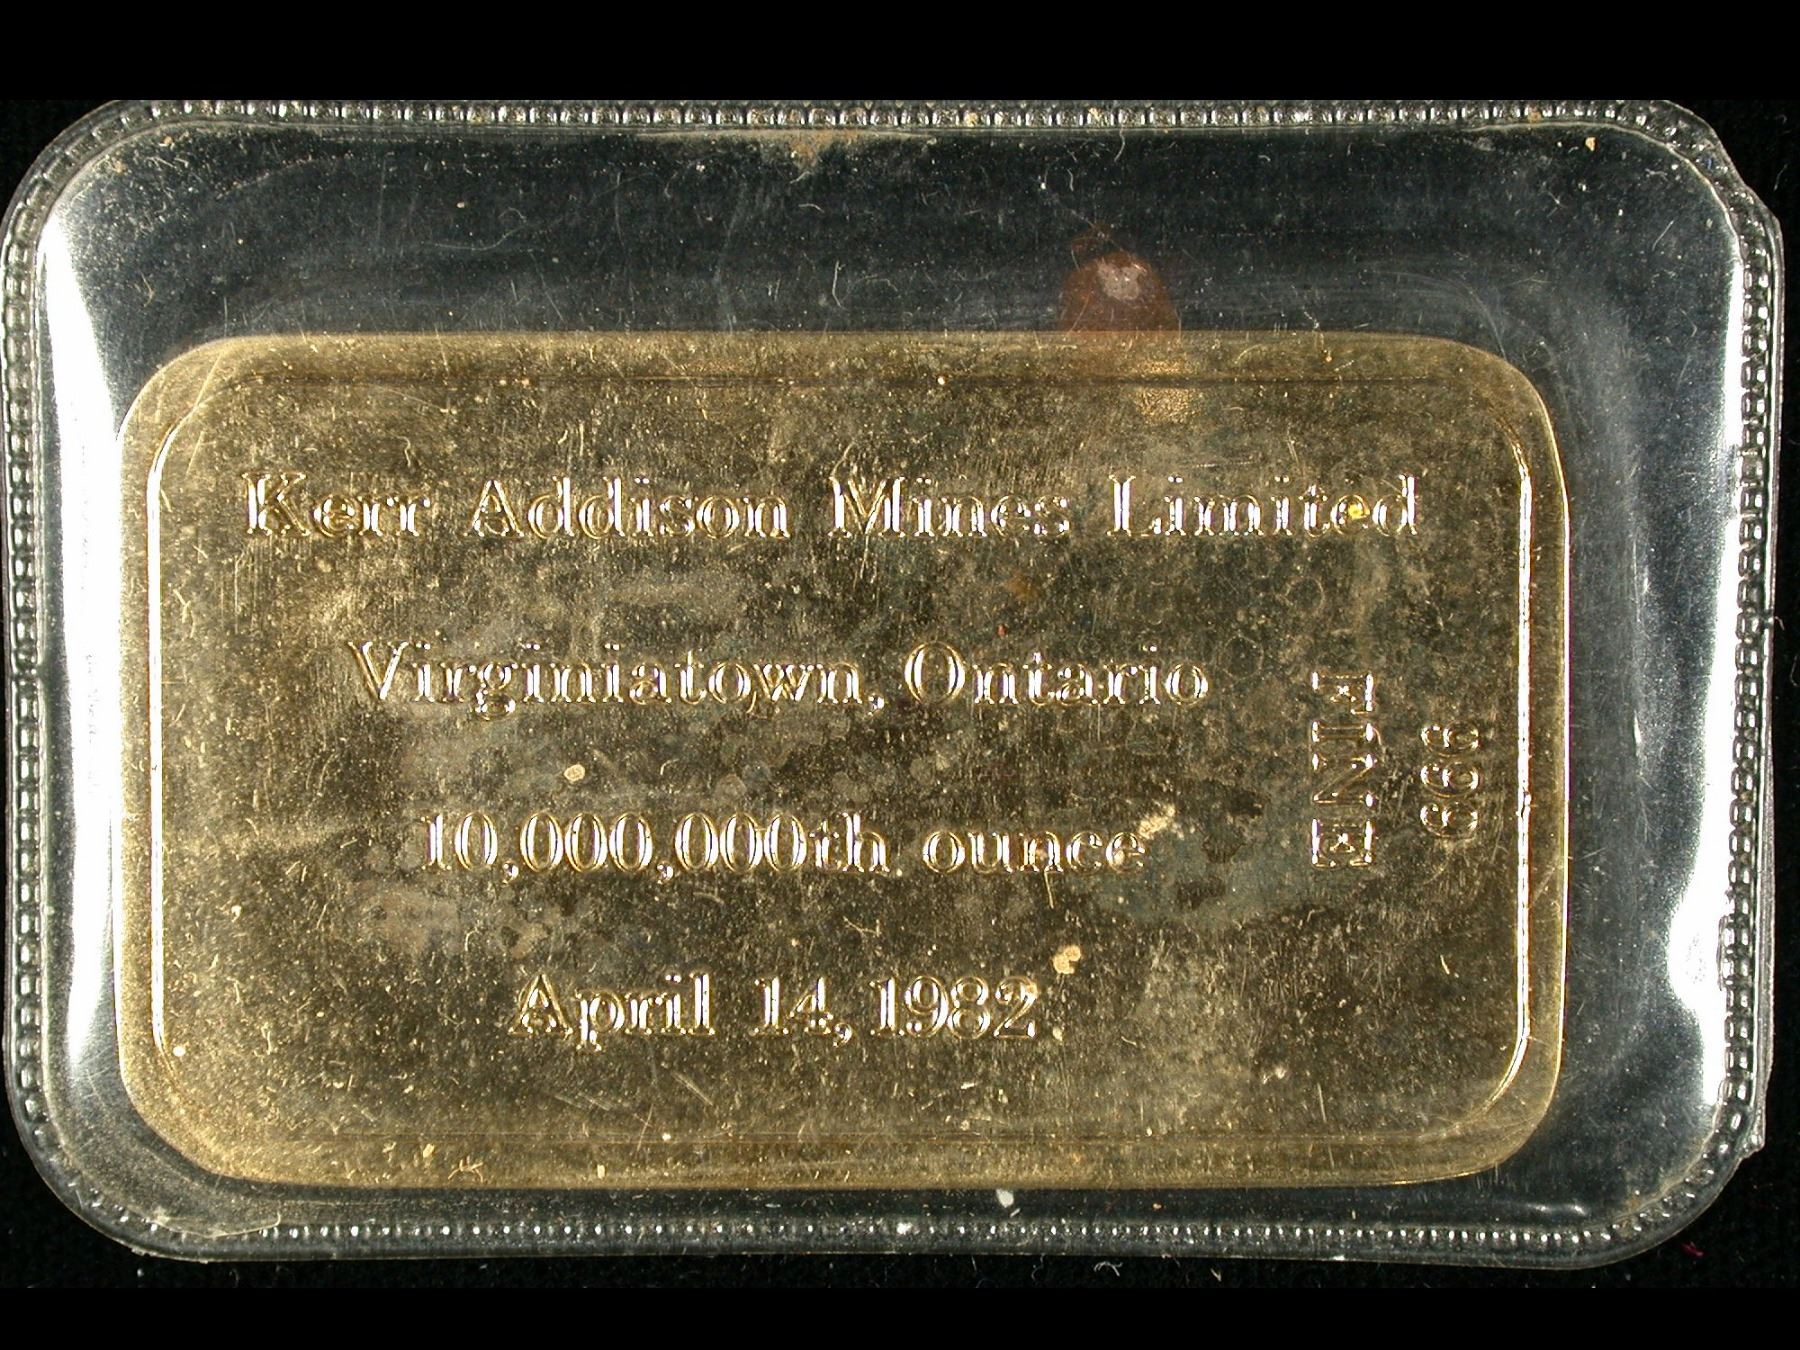 Kerr Addison Mines Limited
Virginiatown, Ontario
10,000,000th ounce
April 14, 1982
999
FINE